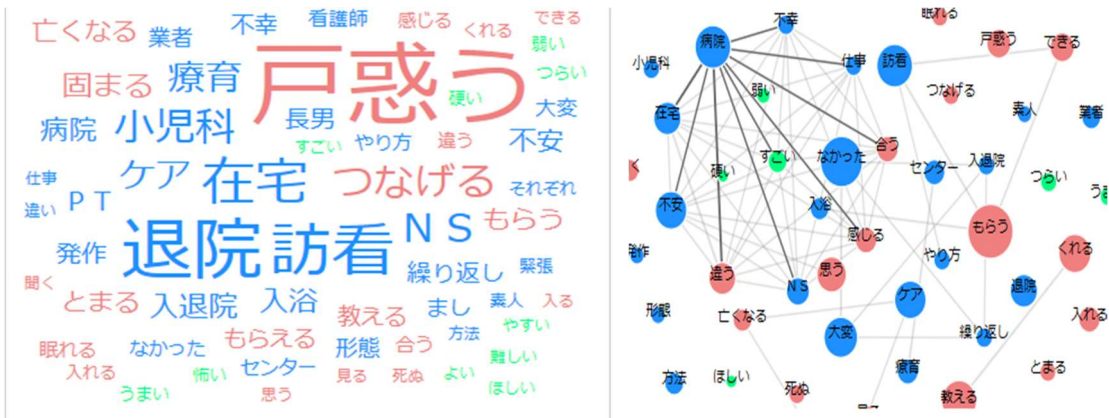 亡くなる 業者 不幸 看護師 感じる くれる できる
弱い
固まる 療育 戸惑う つらい
硬い
病院 小児科 長男 大変
すごい やり方 違う 不安
仕事 ケア 在宅 つなげる それぞれ
違い PT
退院 訪看 NS もらう
発作 繰り返し 緊張
聞く
とまる 入退院 入浴 教える まし 素人 入る
もらえる 方法 やすい
眠れる なかった 形態 合う 難しい
入れる 怖い センター 見る 死ぬ よい
うまい 思う ほしい
眠れる
病院 不幸 戸惑う できる
小児科 仕事 訪看
弱い つなげる
在宅 素人 業者
すごい なかった 合う
硬い センター 入退院 つらい
不安 入浴 うま
発作 感じる もらう
違う 思う やり方 くれる
NS
形態 亡くなる ケア 退院 入れる
大変 繰り返し
方法 ほしい 療育 とまる
死ぬ 教える